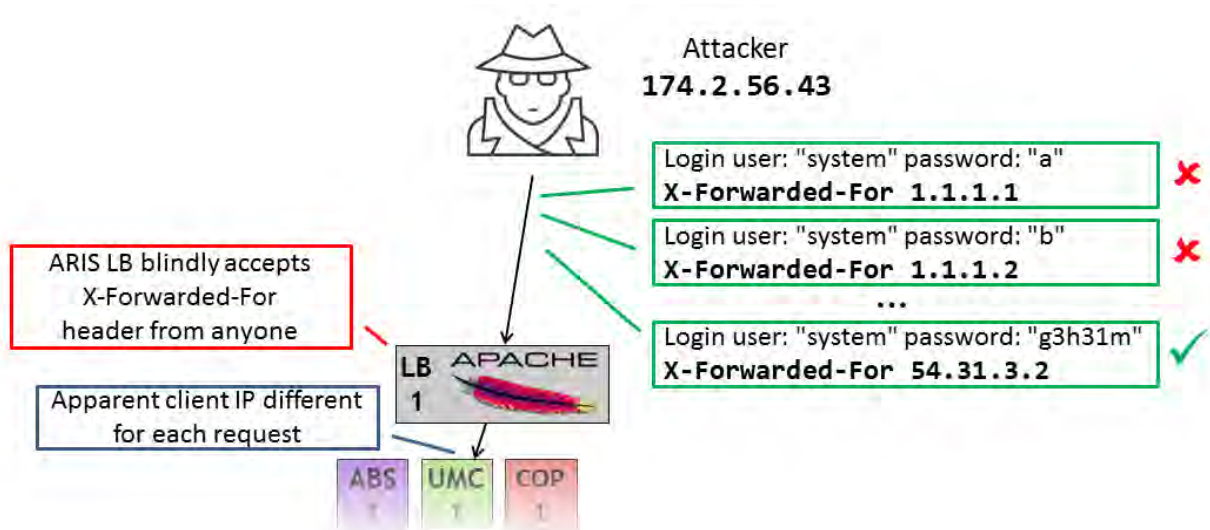 Attacker
174.2.56.43
Login user: "system" password: "a"
X-Forwarded-For 1.1.1.1
Login user: "system" password: "b"
X-Forwarded-For 1.1.1.2
...
Login user: "system" password: "g3h31m"
X-Forwarded-For 54.31.3.2
ARIS LB blindly accepts
X-Forwarded-For
header from anyone
LB APACHE
1
Apparent client IP different
for each request
ABS UMC COP
1 1 1